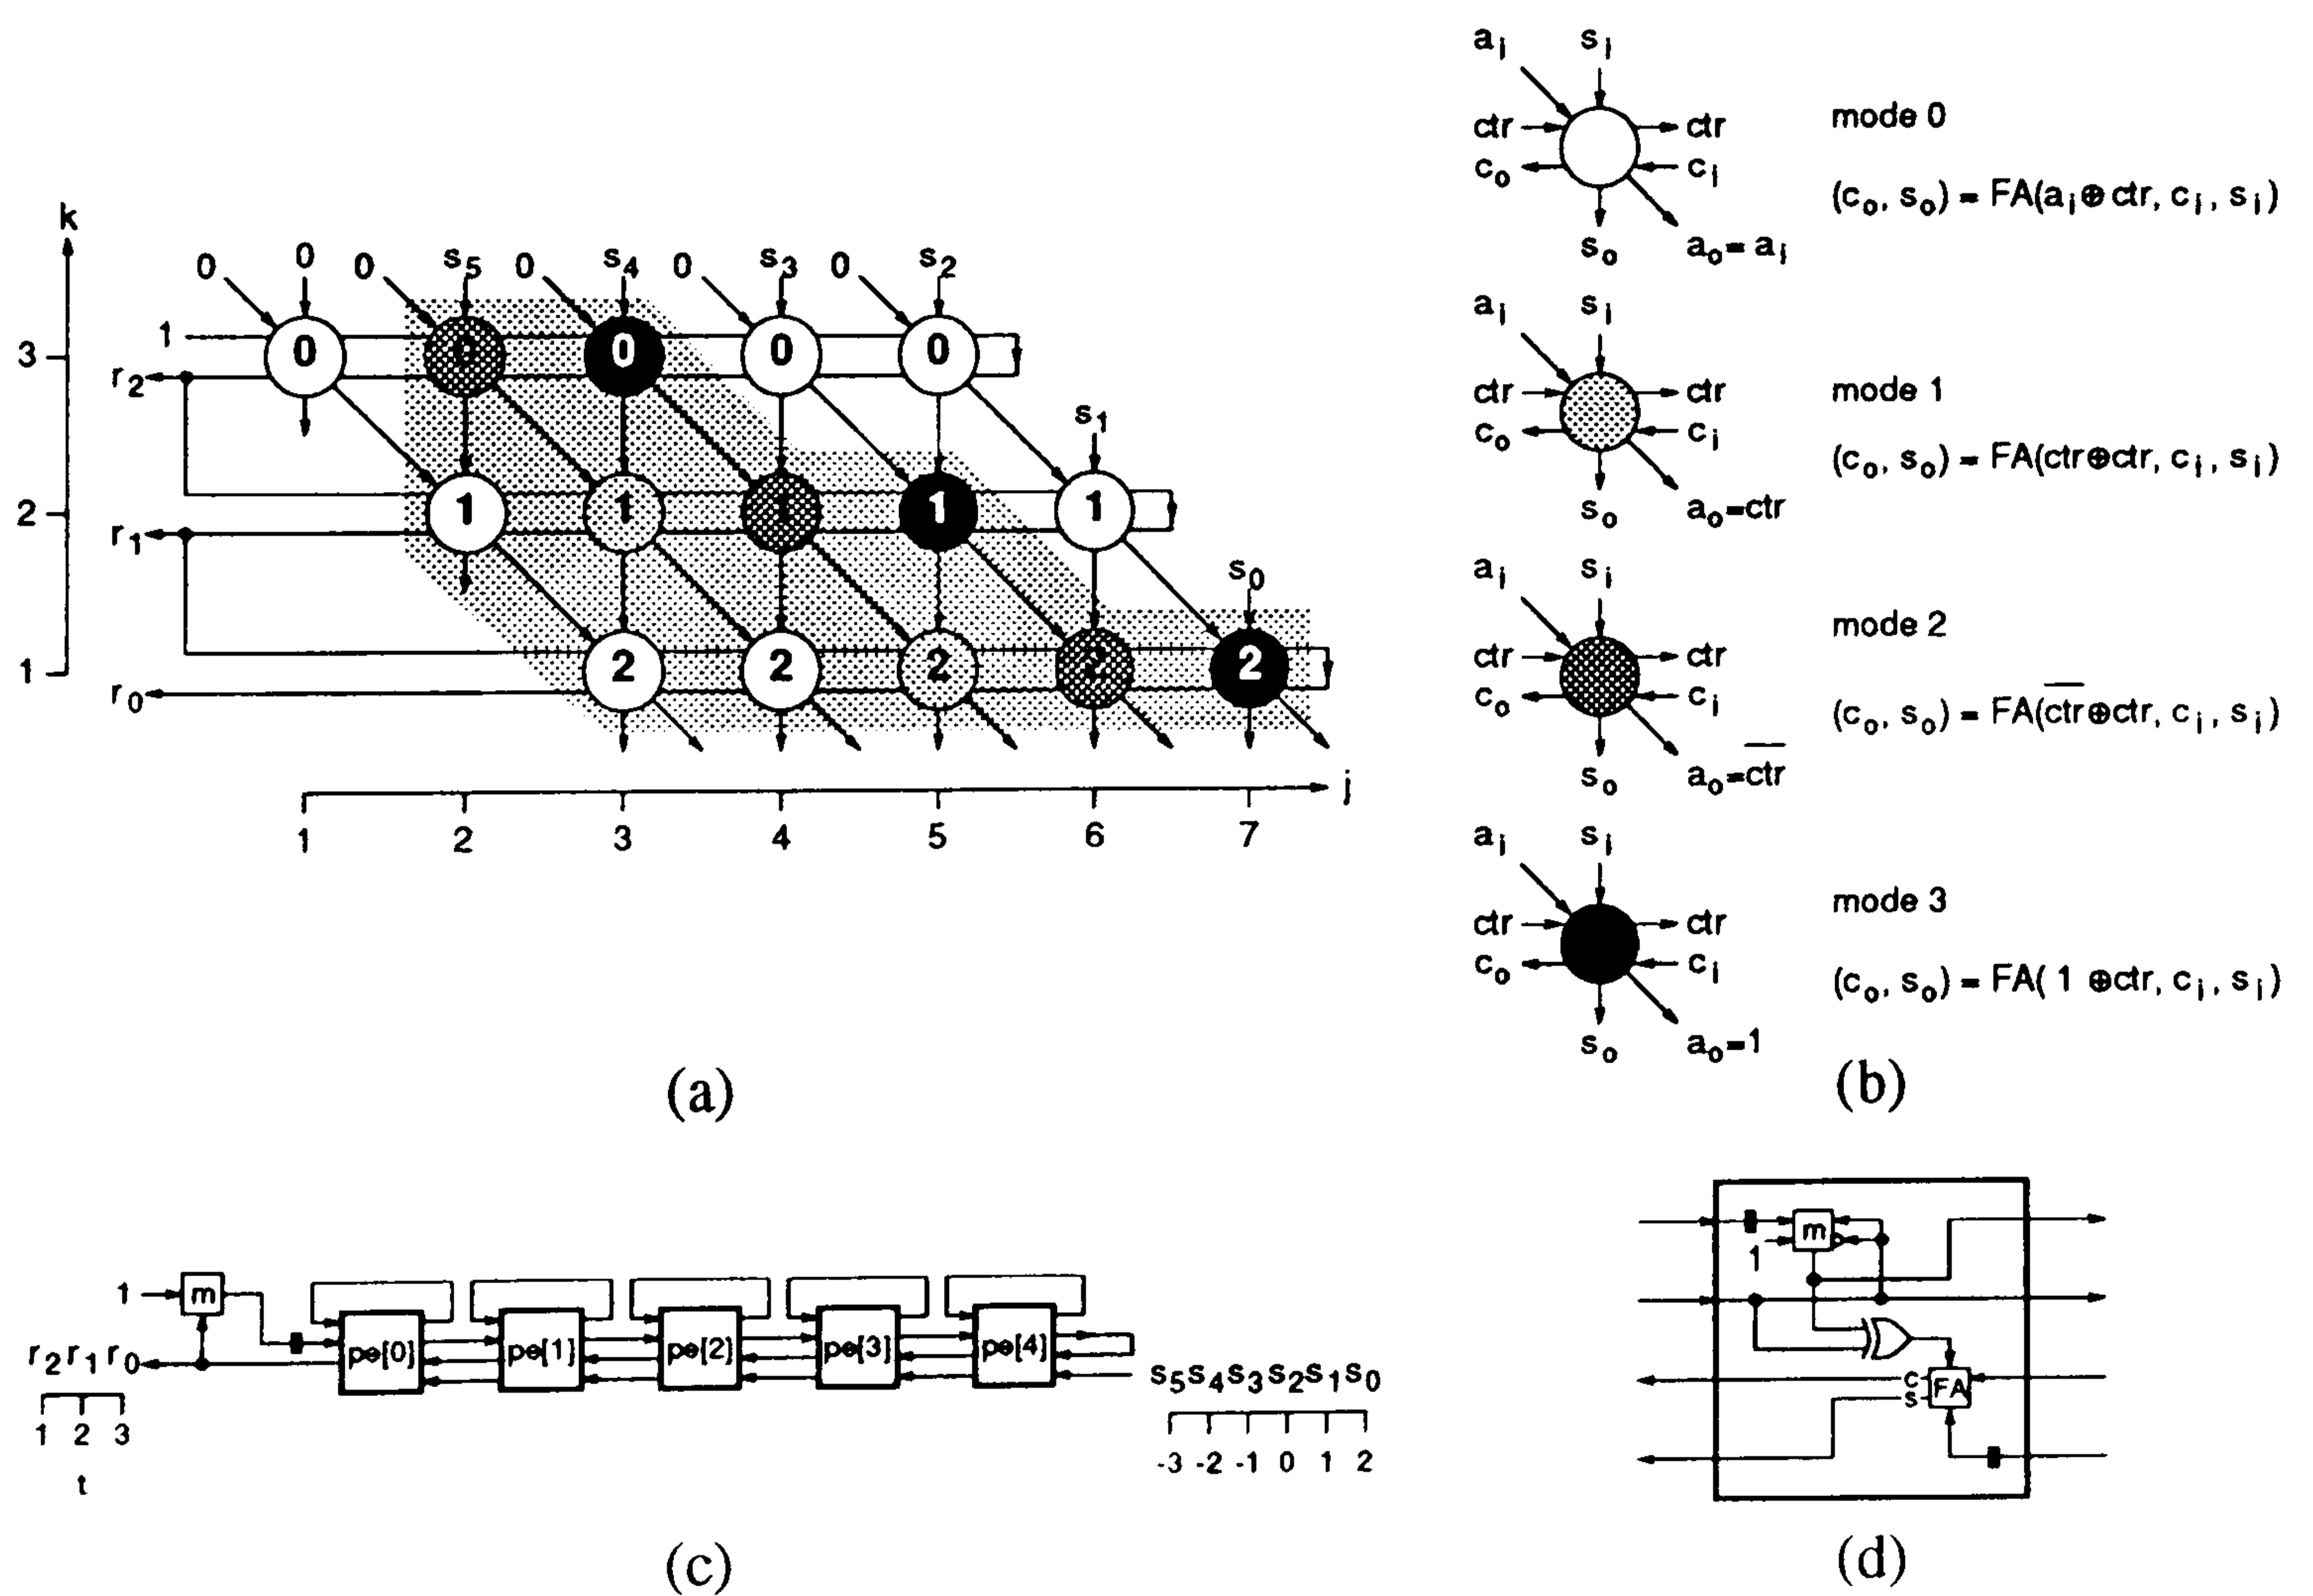 k
0 0 0 s5 0 s4 0 s3 0 s2
1
3
0 0 0 0 0
r2
s1
2
1 1 1 1 1
r1
s0
1
2 2 2 2 2
r0
j
1 2 3 4 5 6 7
(a)
ai si
ctr ctr
co ci
so ao=ai
mode 0
(co, so) = FA(ai⊕ctr, ci, si)
ai si
ctr ctr
co ci
so ao=ctr
mode 1
(co, so) = FA(ctr⊕ctr, ci, si)
ai si
ctr ctr
co ci
so ao=c̅t̅r̅
mode 2
(co, so) = FA(c̅t̅r̅⊕ctr, ci, si)
ai si
ctr ctr
co ci
so ao=1
mode 3
(co, so) = FA( 1 ⊕ctr, ci, si)
(b)
1 m
pe[0] pe[1] pe[2] pe[3] pe[4]
r2 r1 r0
s5 s4 s3 s2 s1 s0
1 2 3
-3 -2 -1 0 1 2
t
(c)
m
1
c
s
FA
(d)